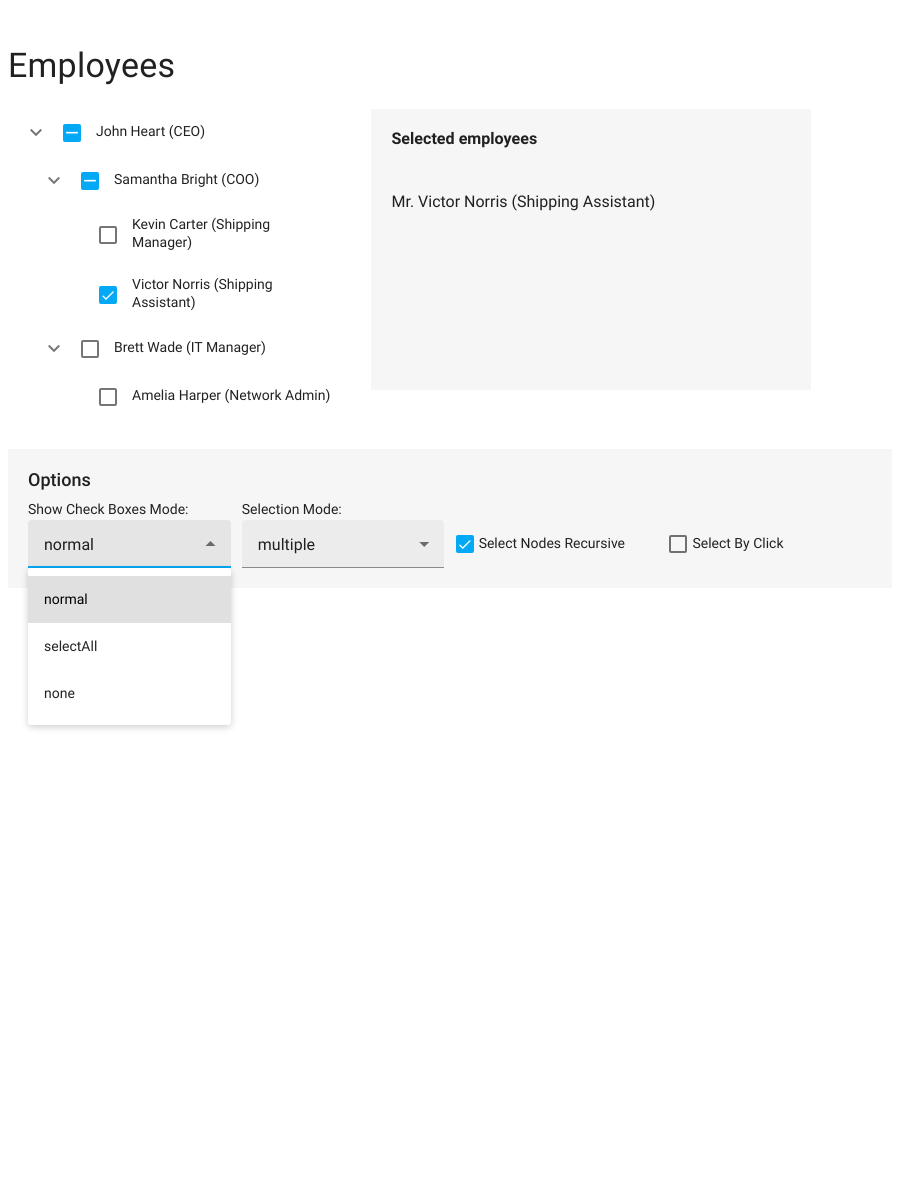 Employees
John Heart (CEO)
Samantha Bright (COO)
Kevin Carter (Shipping
Manager)
Victor Norris (Shipping
Assistant)
Brett Wade (IT Manager)
Amelia Harper (Network Admin)
Selected employees
Mr. Victor Norris (Shipping Assistant)
Options
Show Check Boxes Mode:
normal
Selection Mode:
multiple
Select Nodes Recursive
Select By Click
normal
selectAll
none